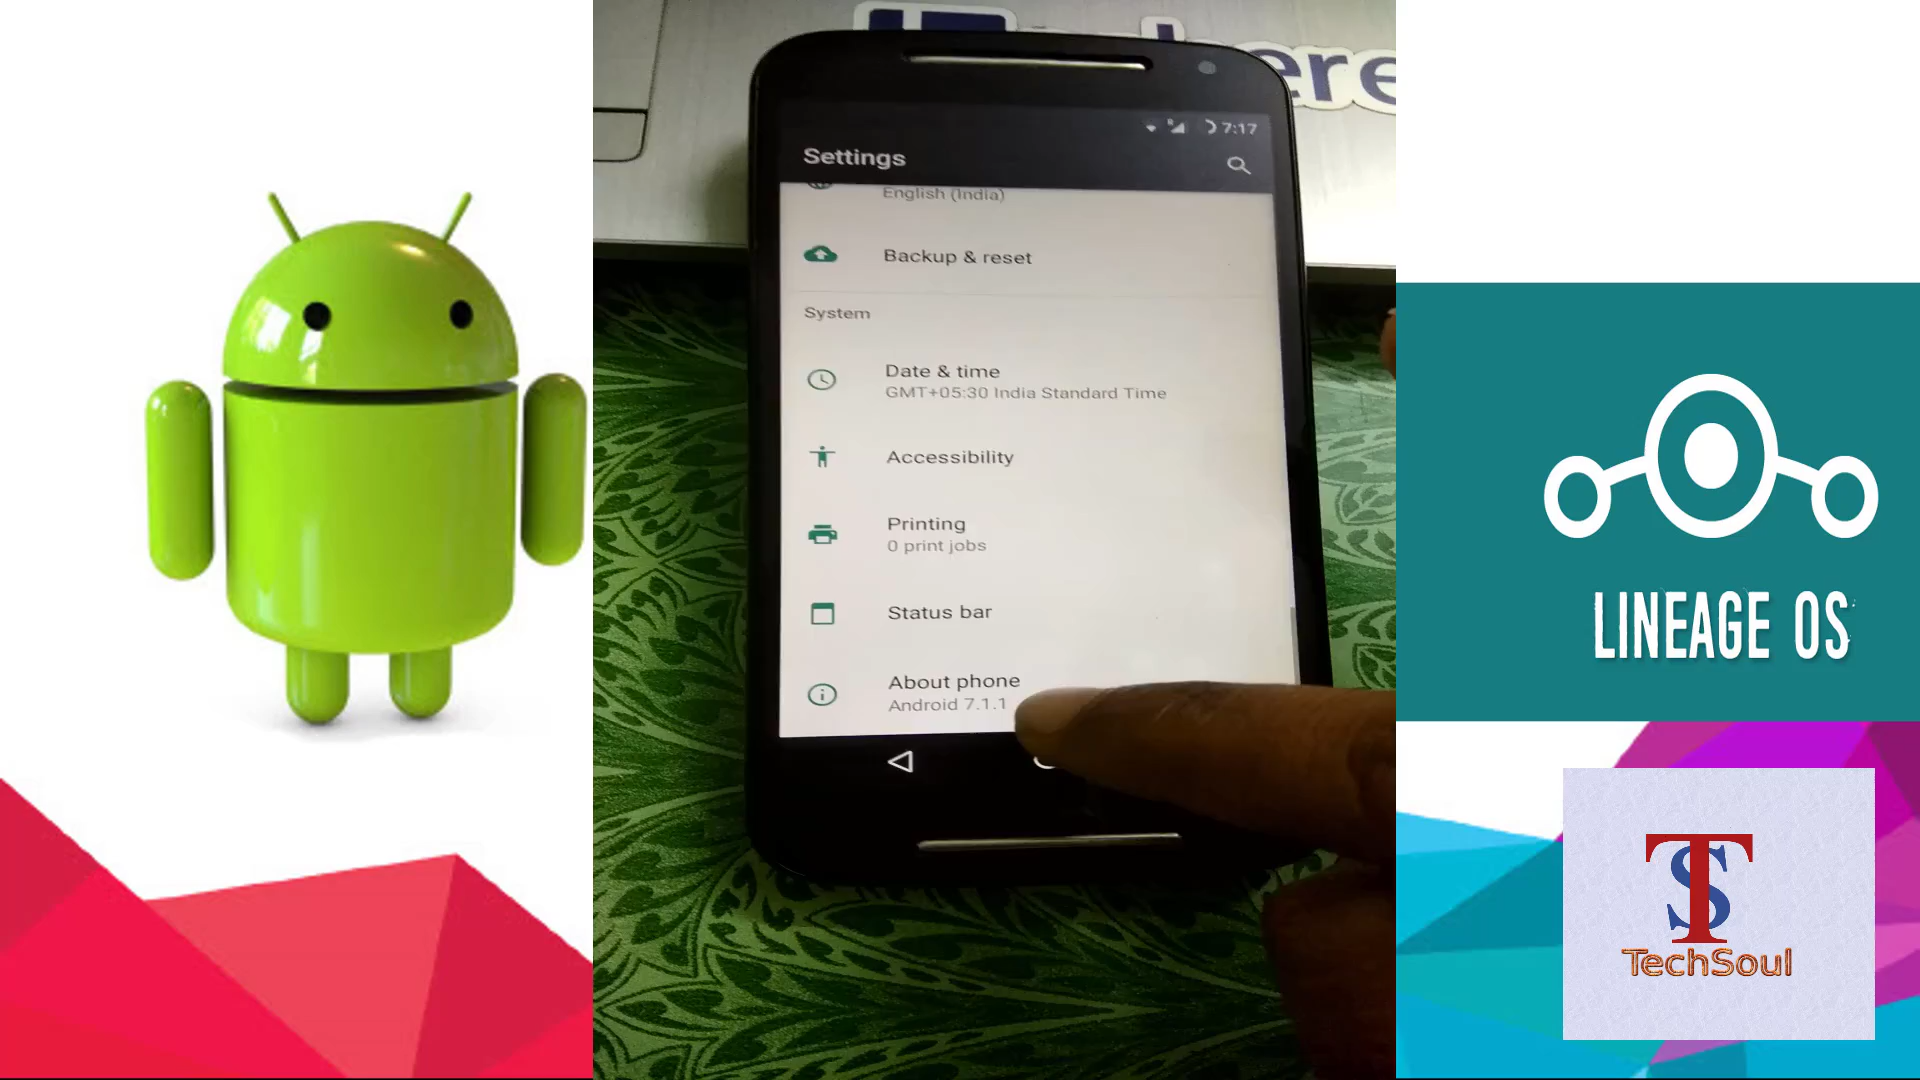 ere
7:17
Settings
English (India)
Backup & reset
System
Date & time
GMT+05:30 India Standard Time
Accessibility
Printing
0 print jobs
Status bar
About phone
Android 7.1.1
LINEAGE OS
TS
TechSoul